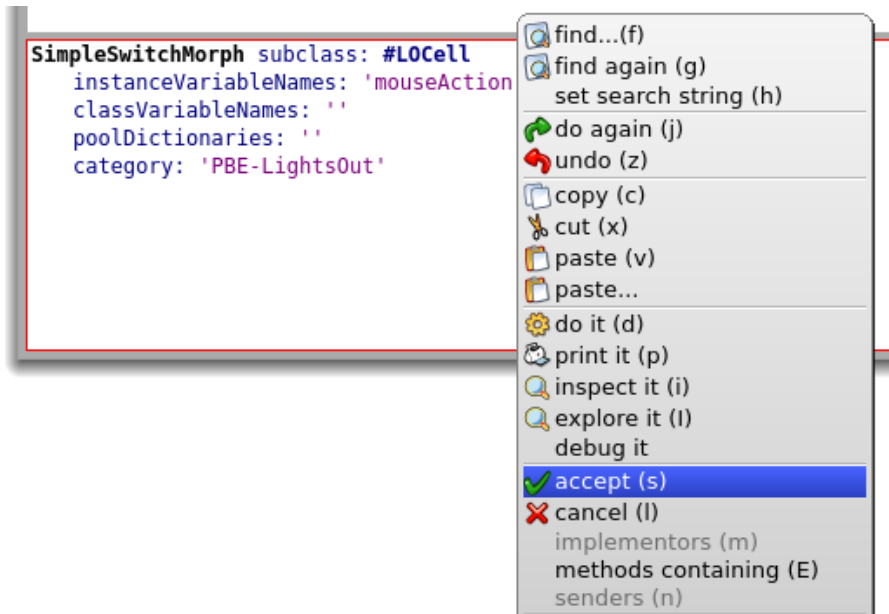 SimpleSwitchMorph subclass: #LOCell
instanceVariableNames: 'mouseAction
classVariableNames: ''
poolDictionaries: ''
category: 'PBE-LightsOut'
find...(f)
find again (g)
set search string (h)
do again (j)
undo (z)
copy (c)
cut (x)
paste (v)
paste...
do it (d)
print it (p)
inspect it (i)
explore it (I)
debug it
accept (s)
cancel (l)
implementors (m)
methods containing (E)
senders (n)